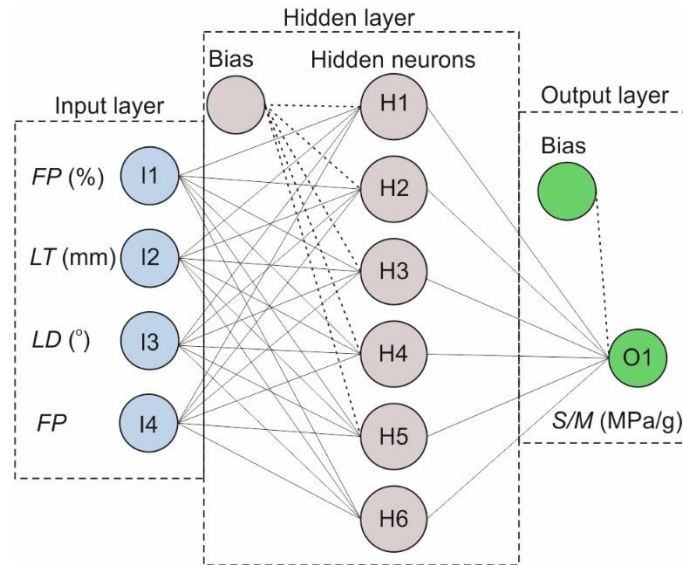 Hidden layer
Bias
Hidden neurons
Input layer
H1
Output layer
FP (%)
I1
H2
Bias
LT (mm)
I2
H3
LD (°)
I3
H4
O1
FP
I4
H5
S/M (MPa/g)
H6